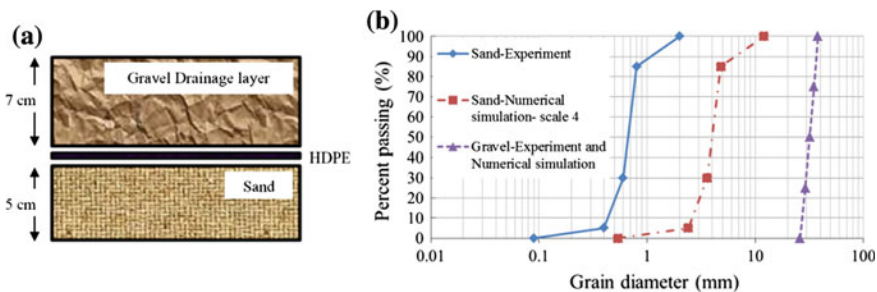 (a)
Gravel Drainage layer
7 cm
HDPE
Sand
5 cm
(b)
Percent passing (%)
100
90
80
70
60
50
40
30
20
10
0
Sand-Experiment
Sand-Numerical
simulation- scale 4
Gravel-Experiment and
Numerical simulation
0.01
0.1
1
10
100
Grain diameter (mm)